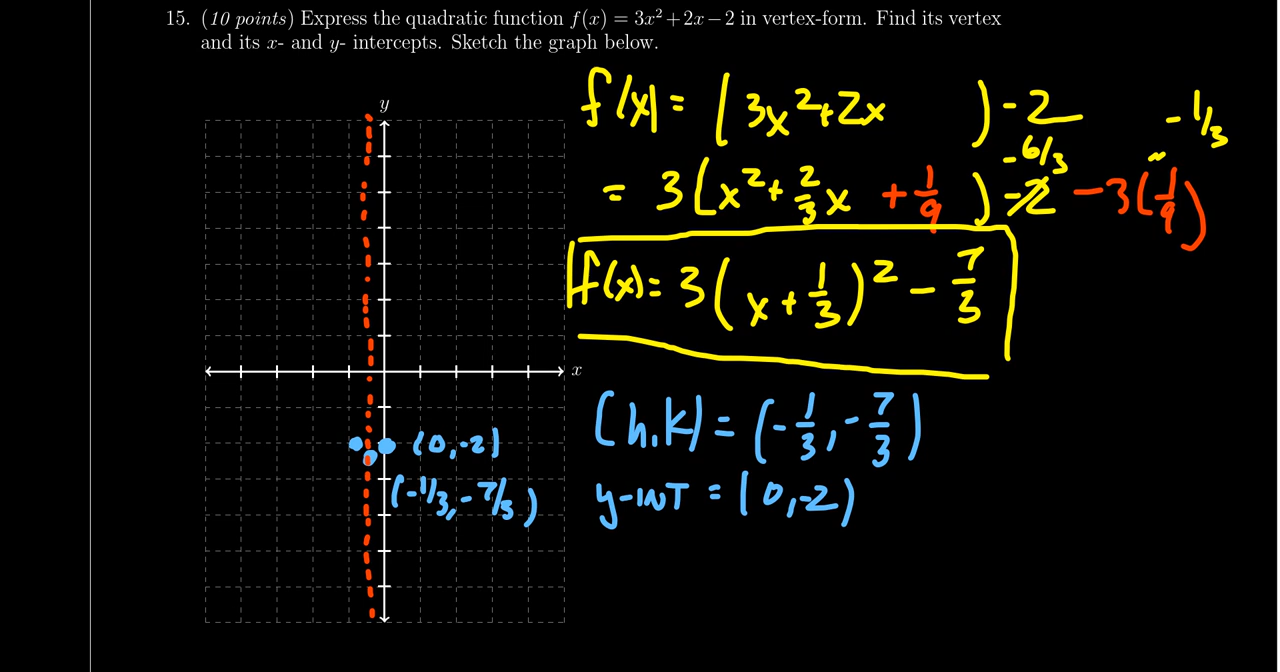 15. (10 points) Express the quadratic function f(x) = 3x² + 2x − 2 in vertex-form. Find its vertex
and its x- and y- intercepts. Sketch the graph below.
y
f(x) = ( 3x² + 2x ) - 2 - 1/3
- 6/3
= 3(x² + 2/3 x + 1/9 ) - 2 - 3(1/9)
f(x) = 3(x + 1/3)² - 7/3
x
(h,k) = (-1/3, -7/3)
(0, -2)
(-1/3, -7/3)
y-INT = (0, -2)